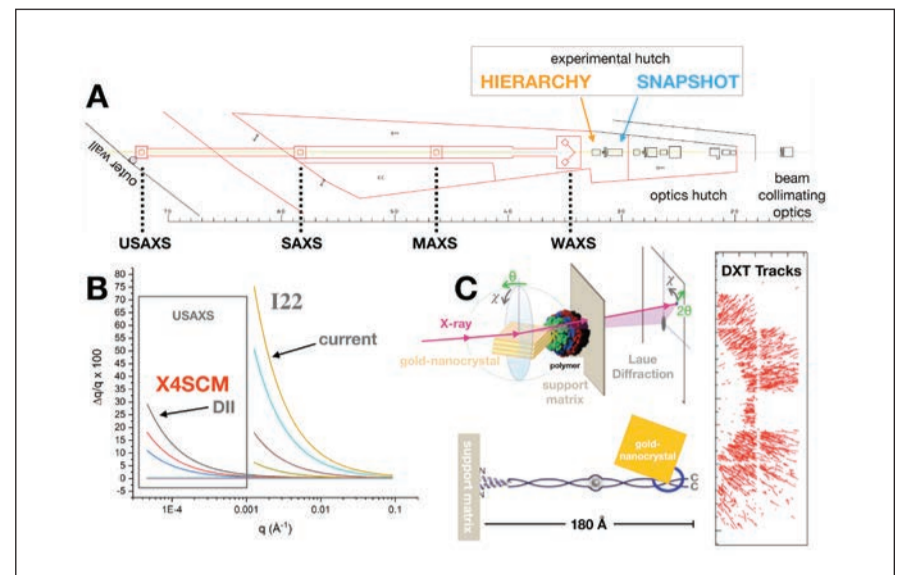 experimental hutch
HIERARCHY SNAPSHOT
A
outer wall
optics hutch
beam
collimating
optics
USAXS SAXS MAXS WAXS
B
Δq/q x 100
80
75
70
65
60
55
50
45
40
35
30
25
20
15
10
5
0
-5
USAXS
I22
current
X4SCM
DII
1E-4 0.001 0.01 0.1
q (Å⁻¹)
C
θ
χ
X-ray
gold-nanocrystal
polymer
support
matrix
Laue
Diffraction
χ
2θ
support matrix
gold-
nanocrystal
180 Å
DXT Tracks